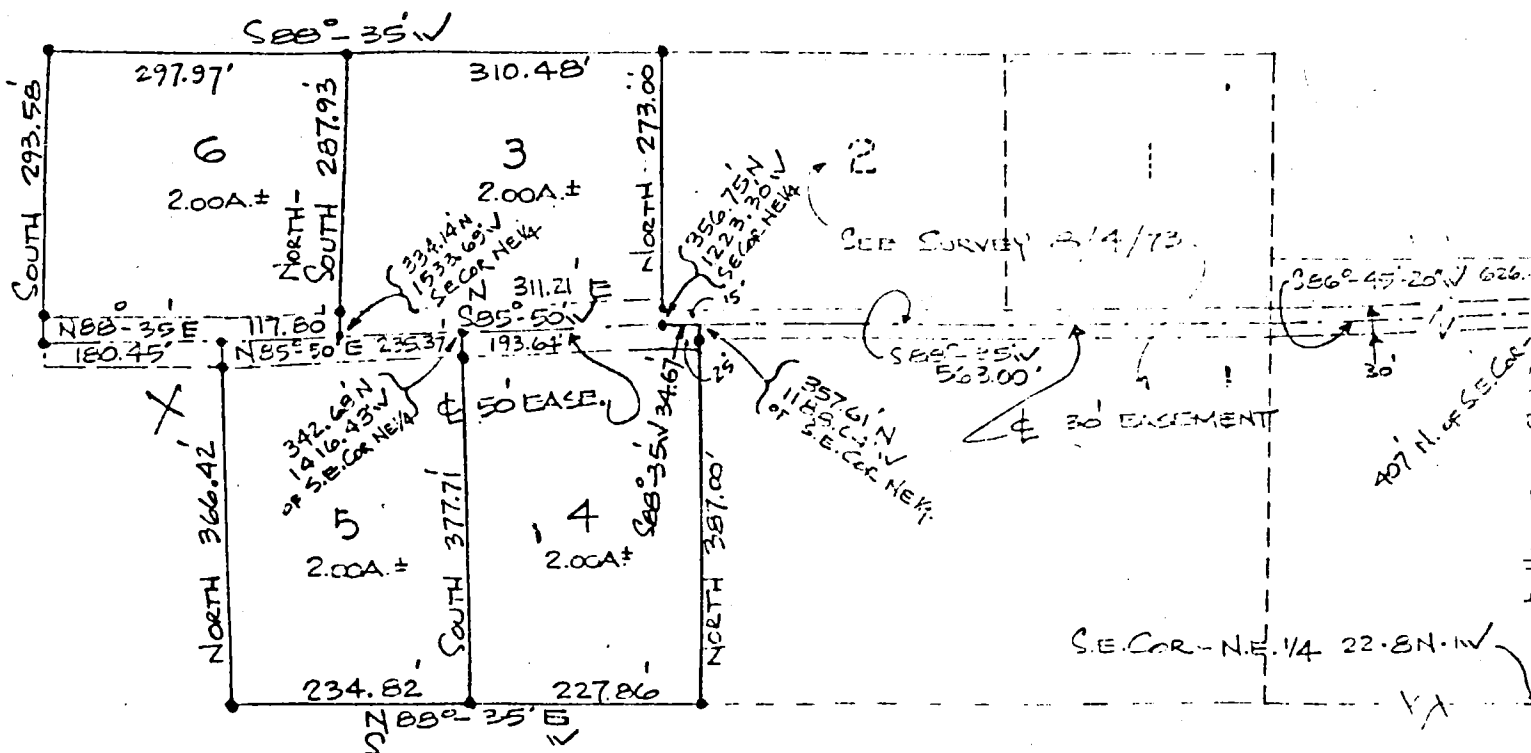 S88°-35'W
297.97'
310.48'
SOUTH 293.58'
NORTH-
SOUTH 287.93'
NORTH 273.00'
6
2.00A.±
3
2.00A.±
2
1
334.14'N
1533.69'W
SE COR NE1/4
356.75'N
1223.30'W
SE COR NE1/4
SEE SURVEY 8/4/73
S86°-45'-20"W 626.
N88°-35'E
117.80'
180.45'
N85°-50'E
235.37'
311.21'
N
S85°-50'W
E
193.64'
15'
25'
S88°-35'W 34.67'
S88°-35'W
563.00'
30'
℄ 30' EASEMENT
℄ 50' EASE.
X
342.68'N
1416.43'W
OF S.E.COR NE1/4
357.61'N
OF S.E.COR NE1/4
407' N. OF S.E.COR-
NORTH 366.42'
5
2.00A.±
SOUTH 377.71'
4
2.00A±
NORTH 387.00'
S.E.COR-N.E.1/4 22-8N-1W
234.82'
227.86'
N88°-35'E
S
W